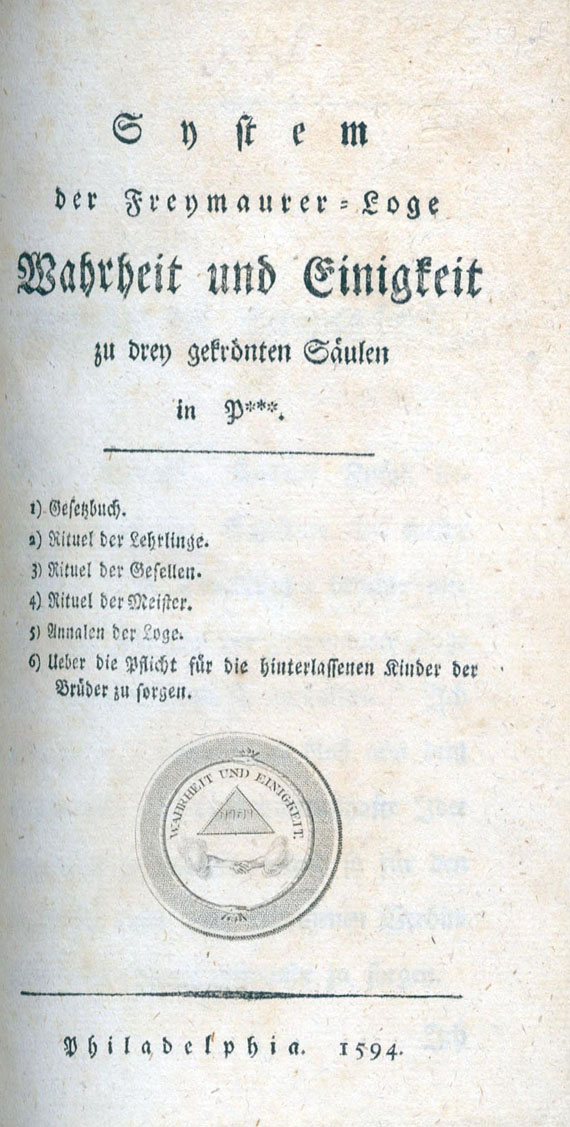 System
der Freymaurer-Loge
Wahrheit und Einigkeit
zu drey gekrönten Säulen
in P***.
1) Gesetzbuch.
2) Rituel der Lehrlinge.
3) Rituel der Gesellen.
4) Rituel der Meister.
5) Annalen der Loge.
6) Ueber die Pflicht für die hinterlassenen Kinder der
Brüder zu sorgen.
WAHRHEIT UND EINIGKEIT.
Philadelphia. 1594.